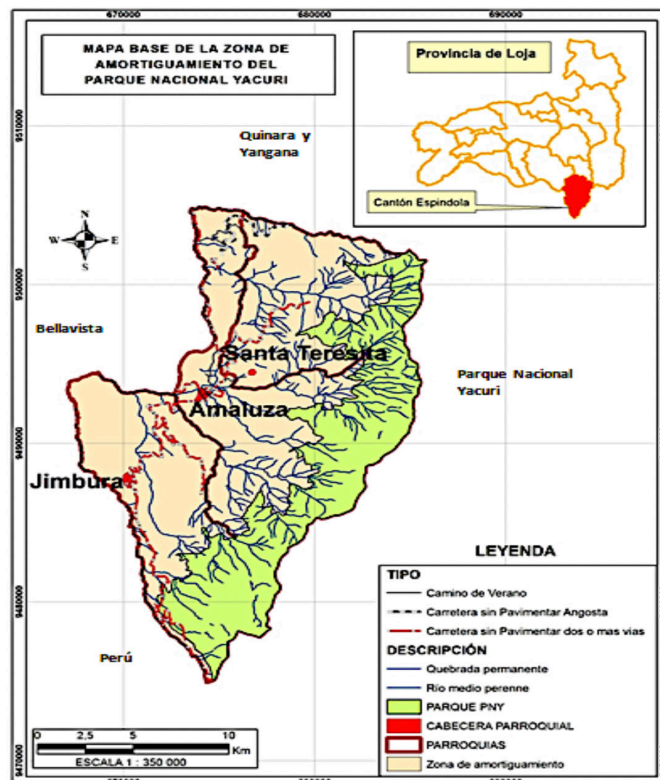 670000
680000
690000
MAPA BASE DE LA ZONA DE
AMORTIGUAMIENTO DEL
PARQUE NACIONAL YACURI
Provincia de Loja
Cantón Espindola
9510000
Quinara y
Yangana
N
W E
S
9500000
Bellavista
Santa Teresita
Parque Nacional
Yacuri
Amaluza
9490000
Jimbura
LEYENDA
TIPO
Camino de Verano
Carretera sin Pavimentar Angosta
Carretera sin Pavimentar dos o mas vias
DESCRIPCIÓN
Quebrada permanente
Río medio perenne
PARQUE PNY
CABECERA PARROQUIAL
PARROQUIAS
Zona de amortiguamiento
9480000
Perú
0 2.5 5 10
Km
ESCALA 1 : 350 000
9470000